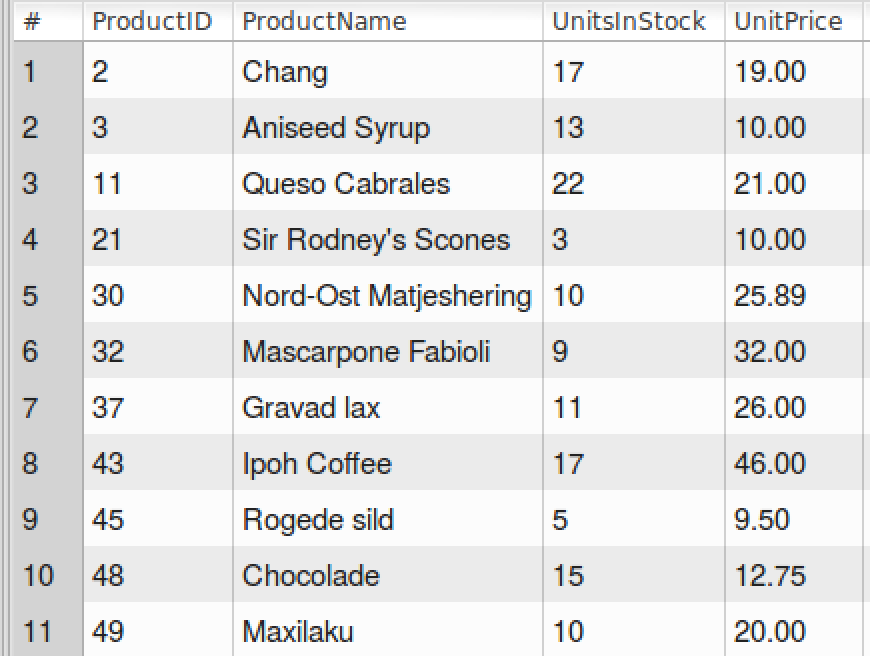 # ProductID ProductName UnitsInStock UnitPrice
1 2 Chang 17 19.00
2 3 Aniseed Syrup 13 10.00
3 11 Queso Cabrales 22 21.00
4 21 Sir Rodney's Scones 3 10.00
5 30 Nord-Ost Matjeshering 10 25.89
6 32 Mascarpone Fabioli 9 32.00
7 37 Gravad lax 11 26.00
8 43 Ipoh Coffee 17 46.00
9 45 Rogede sild 5 9.50
10 48 Chocolade 15 12.75
11 49 Maxilaku 10 20.00